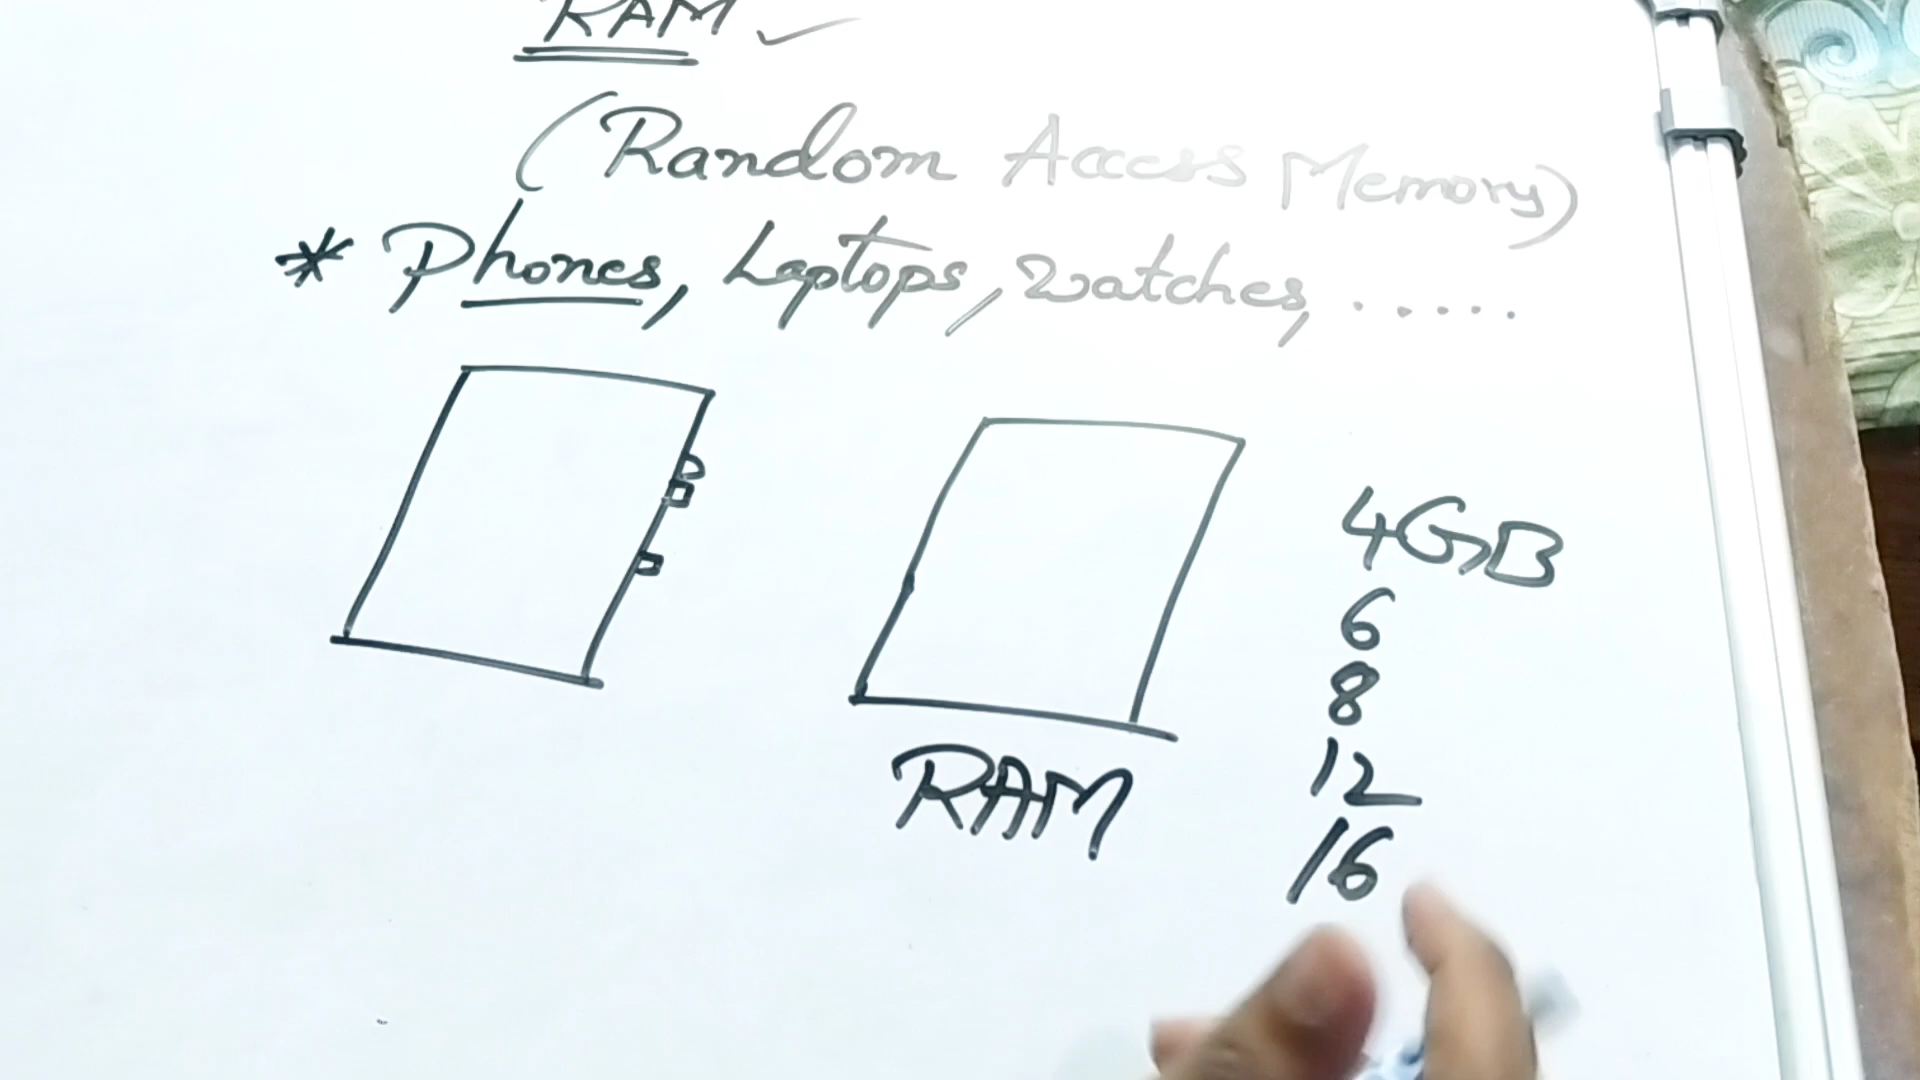 RAM
(Random Access Memory)
* Phones, Laptops, Watches, .....
4GB
6
8
12
16
RAM